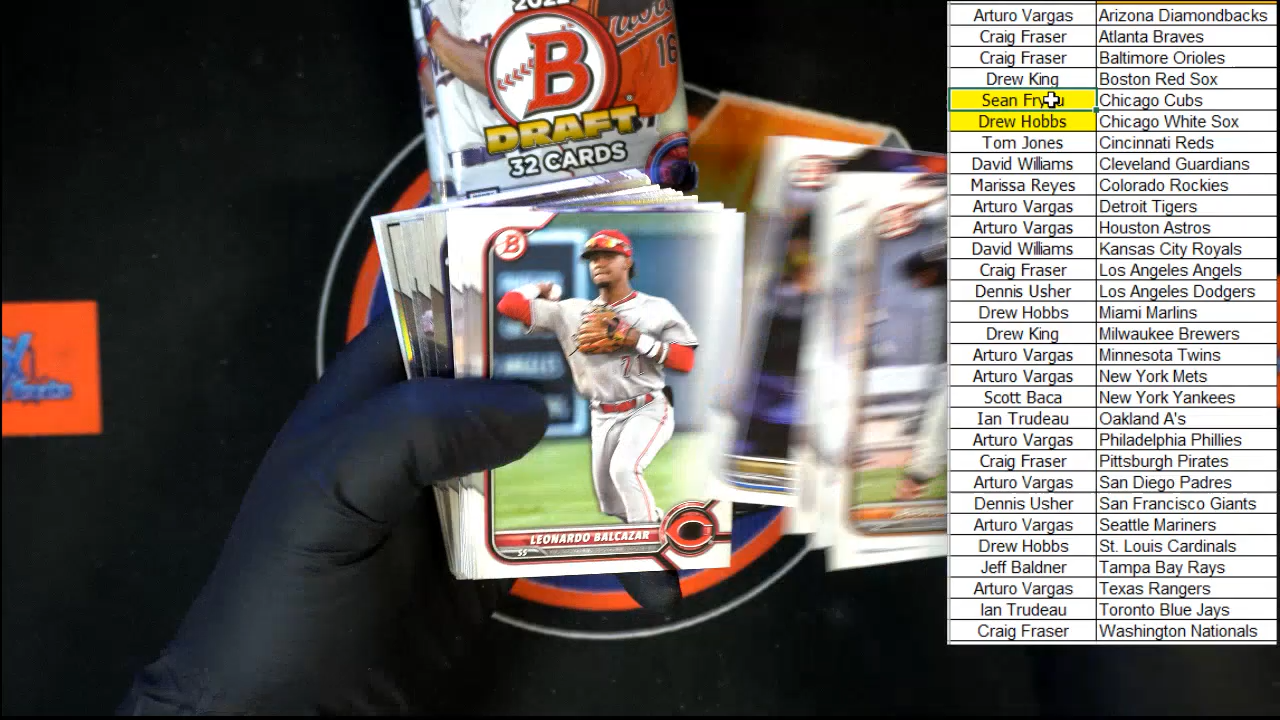 2022
B
DRAFT
32 CARDS
16
B
71
LEONARDO BALCAZAR
SS
C
Arturo Vargas Arizona Diamondbacks
Craig Fraser Atlanta Braves
Craig Fraser Baltimore Orioles
Drew King Boston Red Sox
Sean Chicago Cubs
Drew Hobbs Chicago White Sox
Tom Jones Cincinnati Reds
David Williams Cleveland Guardians
Marissa Reyes Colorado Rockies
Arturo Vargas Detroit Tigers
Arturo Vargas Houston Astros
David Williams Kansas City Royals
Craig Fraser Los Angeles Angels
Dennis Usher Los Angeles Dodgers
Drew Hobbs Miami Marlins
Drew King Milwaukee Brewers
Arturo Vargas Minnesota Twins
Arturo Vargas New York Mets
Scott Baca New York Yankees
Ian Trudeau Oakland A's
Arturo Vargas Philadelphia Phillies
Craig Fraser Pittsburgh Pirates
Arturo Vargas San Diego Padres
Dennis Usher San Francisco Giants
Arturo Vargas Seattle Mariners
Drew Hobbs St. Louis Cardinals
Jeff Baldner Tampa Bay Rays
Arturo Vargas Texas Rangers
Ian Trudeau Toronto Blue Jays
Craig Fraser Washington Nationals